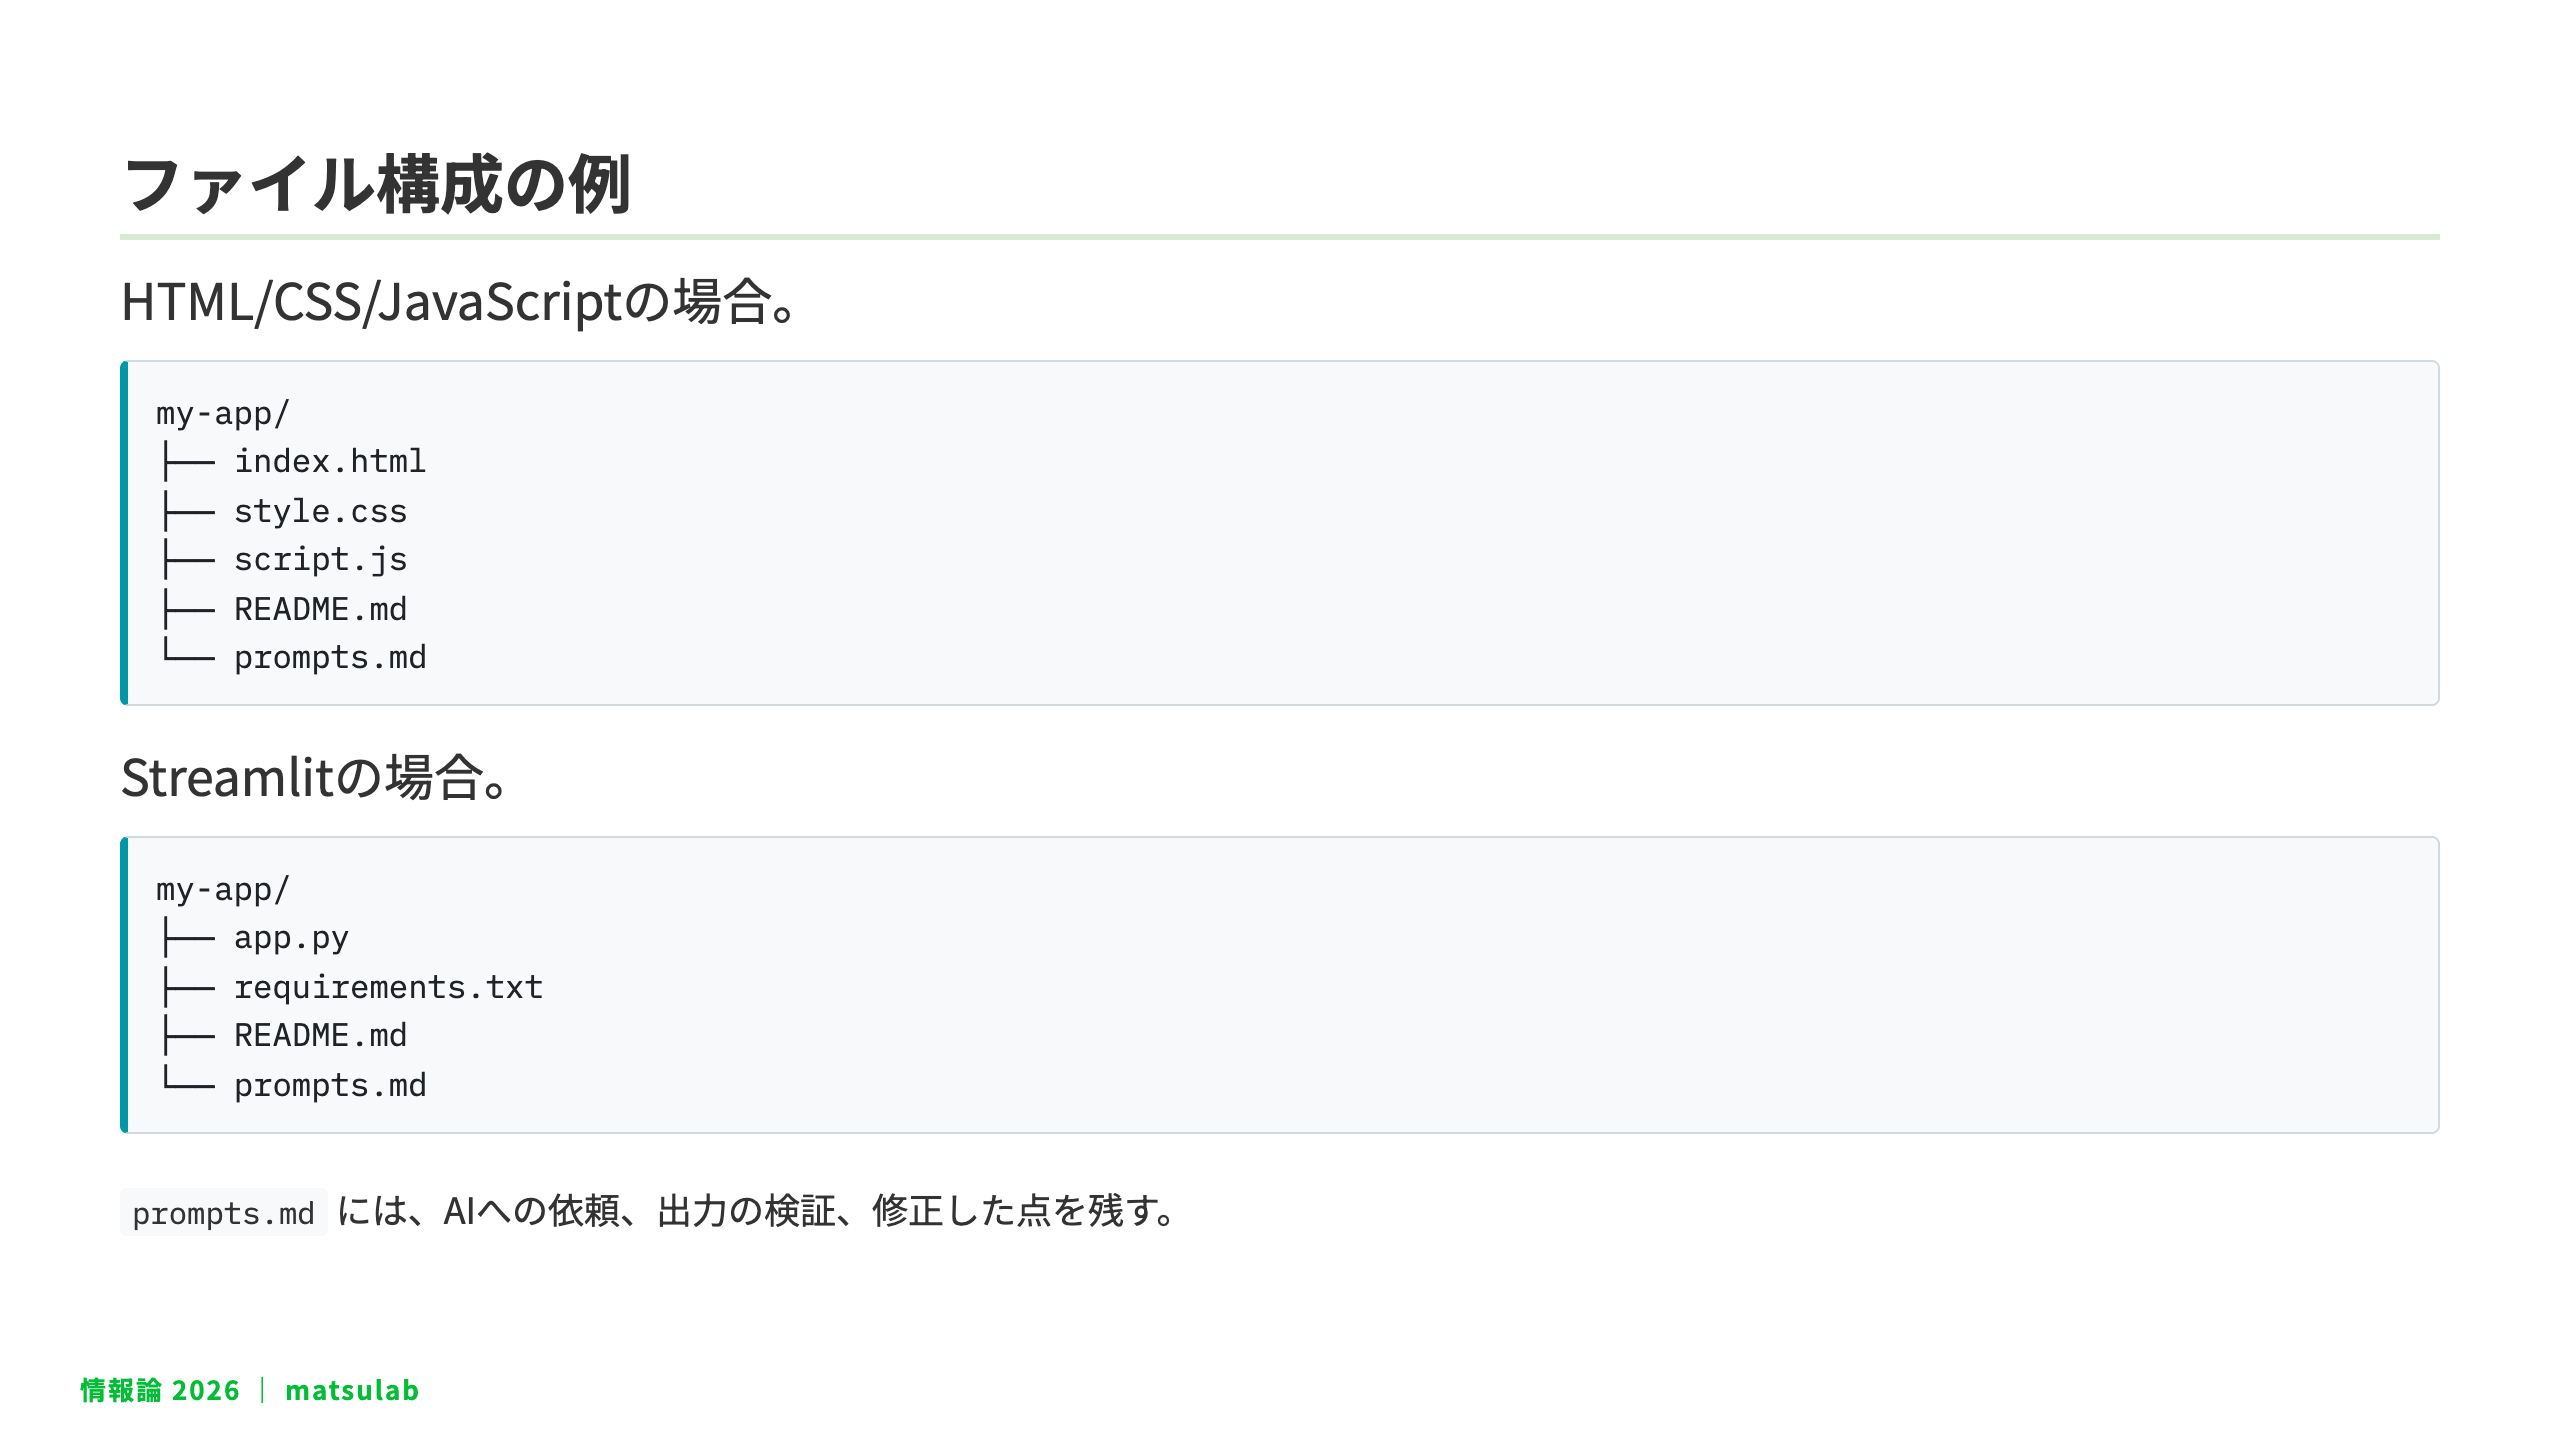 ファイル構成の例
HTML/CSS/JavaScriptの場合。
my-app/
├── index.html
├── style.css
├── script.js
├── README.md
└── prompts.md
Streamlitの場合。
my-app/
├── app.py
├── requirements.txt
├── README.md
└── prompts.md
prompts.md には、AIへの依頼、出力の検証、修正した点を残す。
情報論 2026 ｜ matsulab